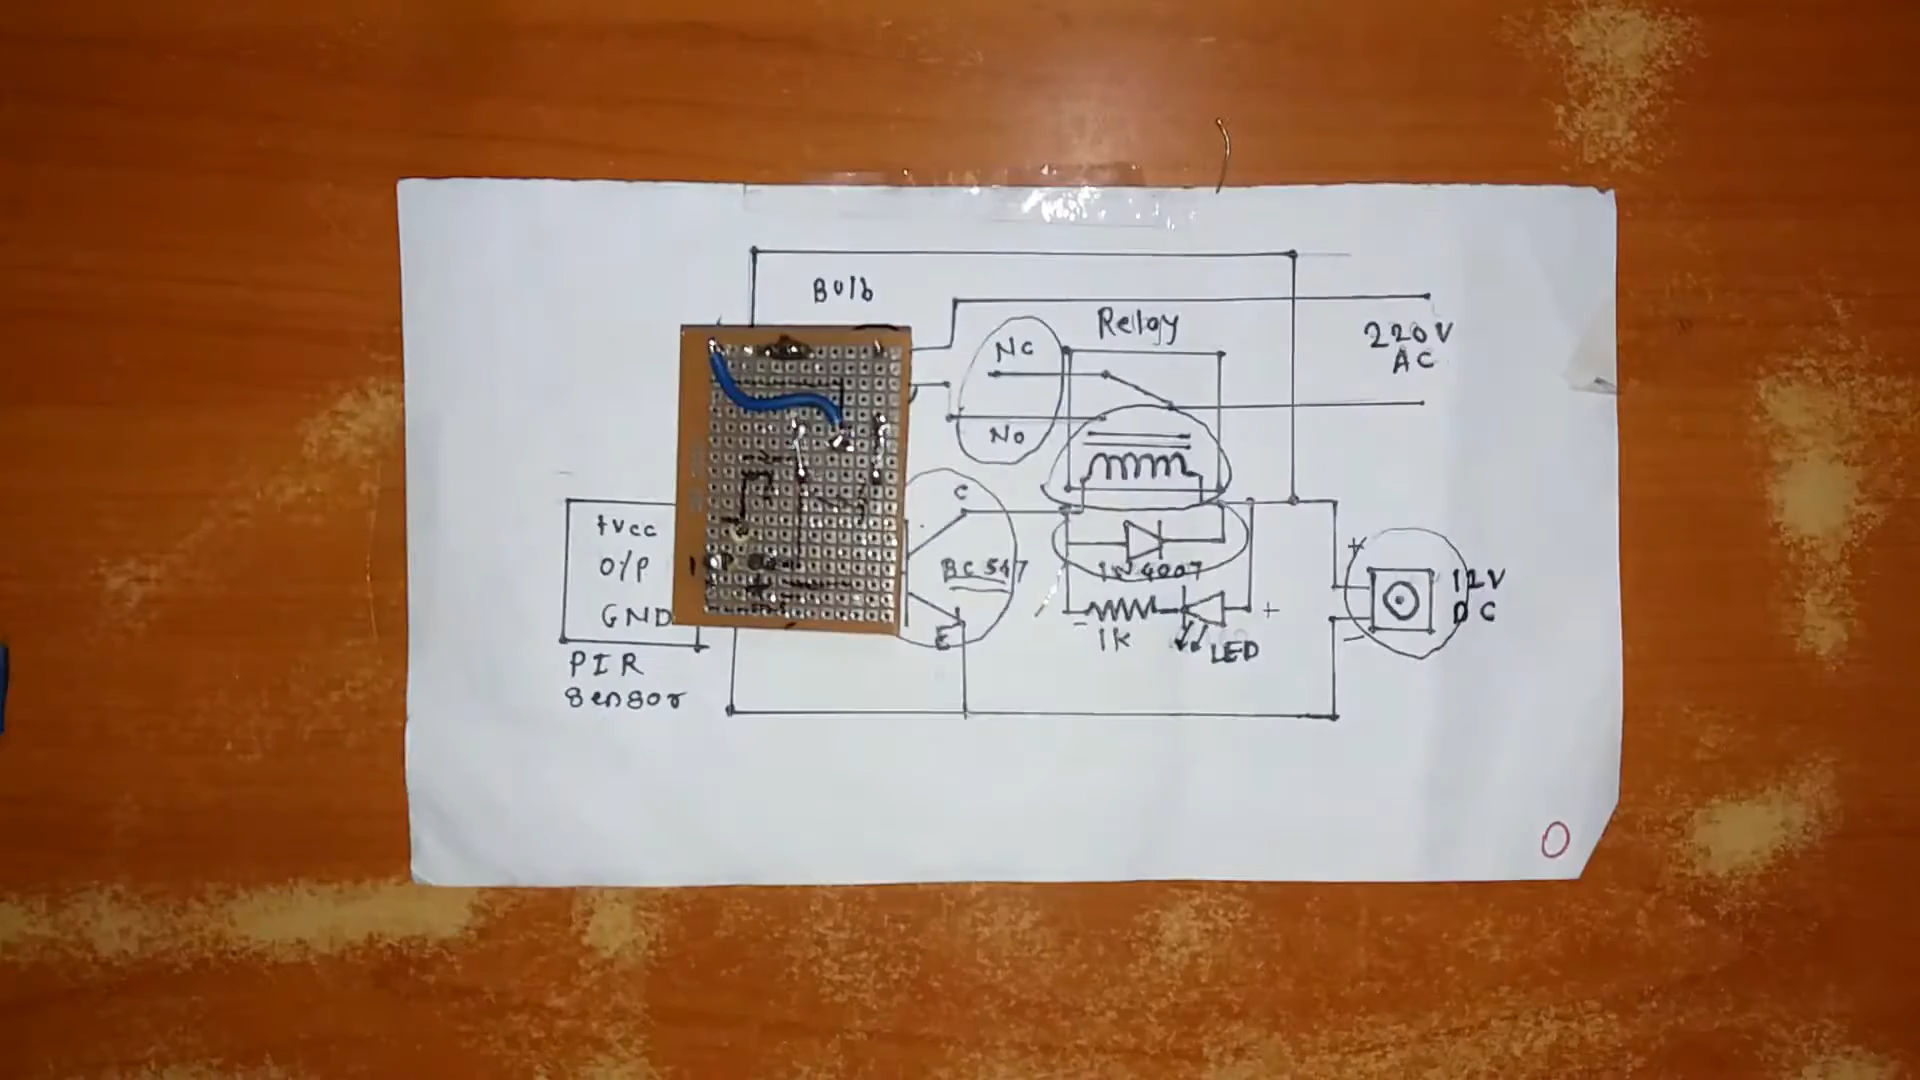 Bulb
Relay
220V
AC
Nc
No
C
+Vcc
O/P
GND
BC 547
1N 4007
+
12V
DC
-
E
- 1K
LED
+
PIR
sensor
O